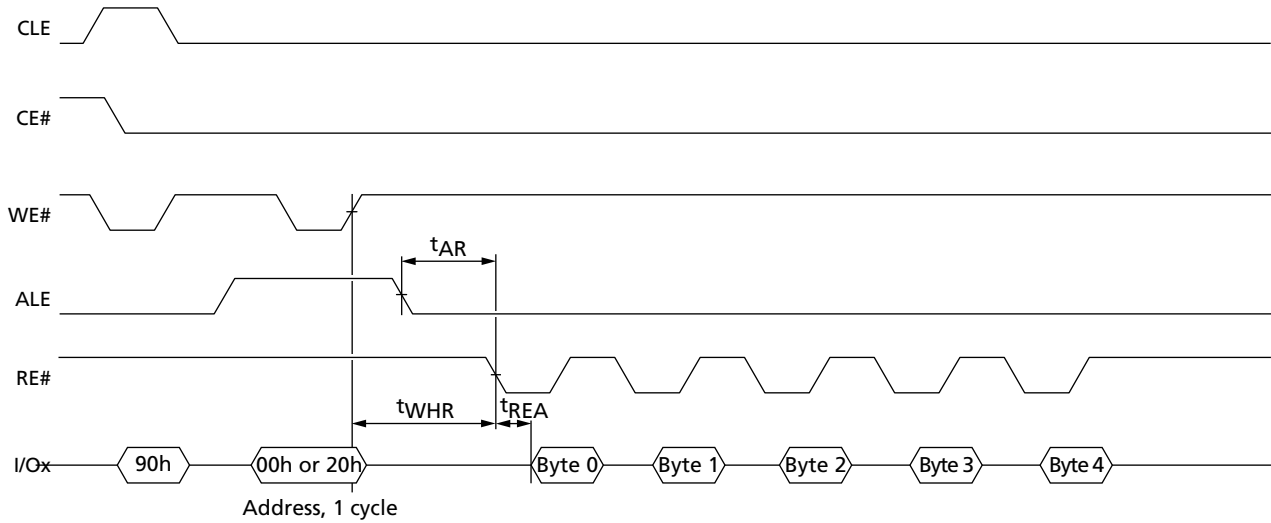 CLE
CE#
WE#
tAR
ALE
RE#
tWHR
tREA
I/Ox
90h
00h or 20h
Byte 0
Byte 1
Byte 2
Byte 3
Byte 4
Address, 1 cycle